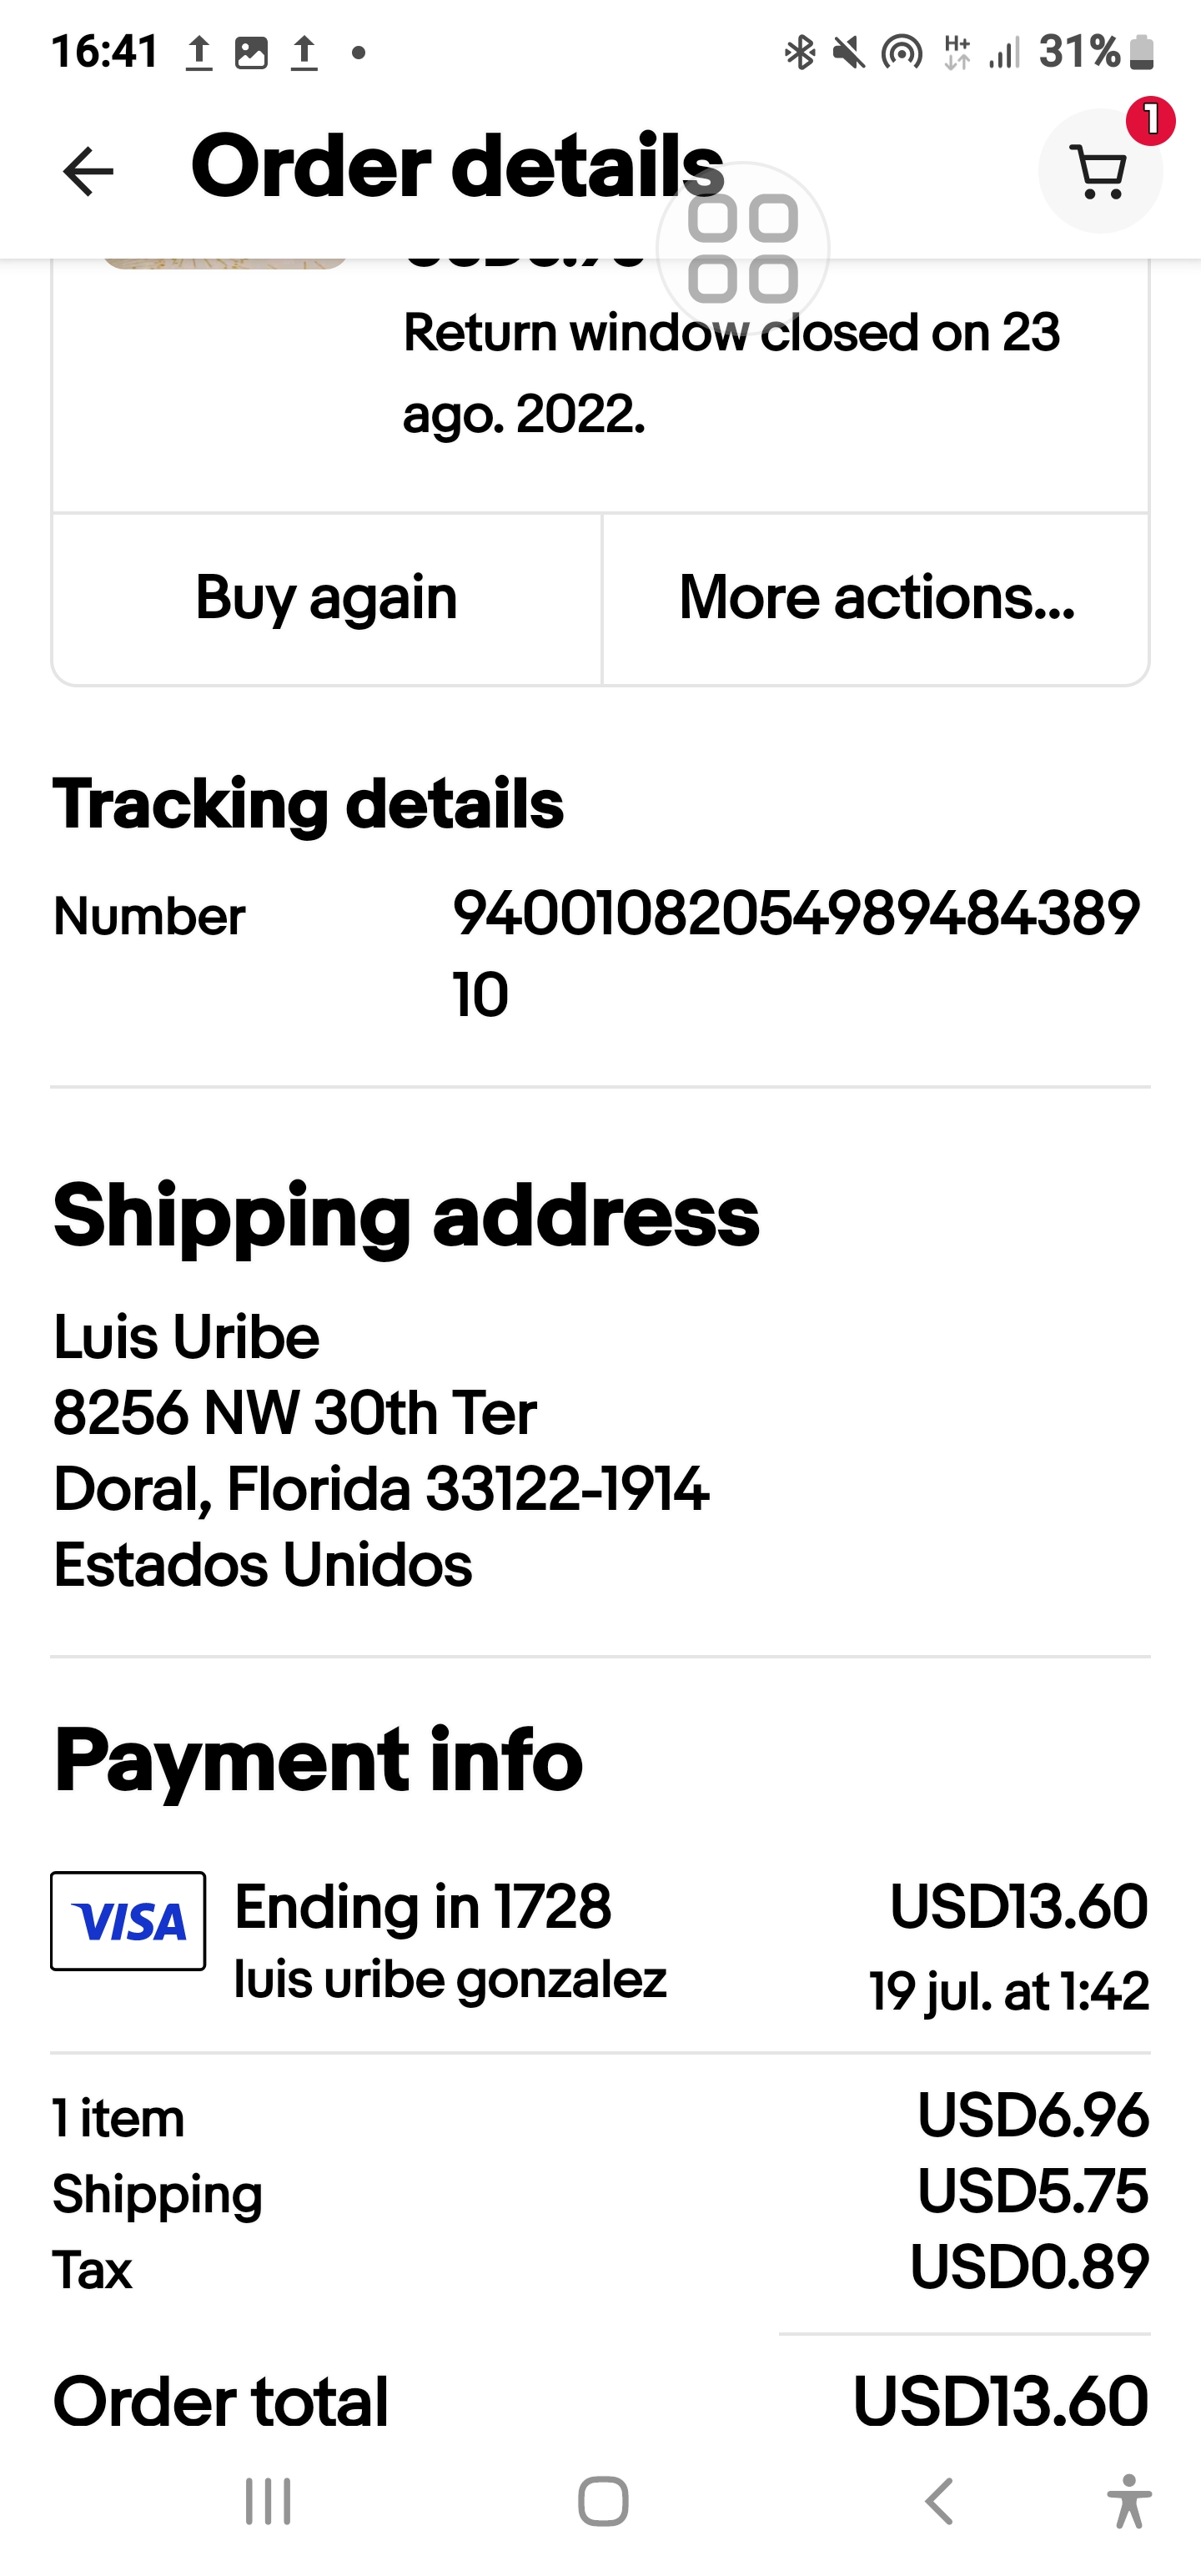 16:41
H+
31%
Order details
1
Return window closed on 23
ago. 2022.
Buy again
More actions...
Tracking details
Number
94001082054989484389
10
Shipping address
Luis Uribe
8256 NW 30th Ter
Doral, Florida 33122-1914
Estados Unidos
Payment info
VISA
Ending in 1728
USD13.60
luis uribe gonzalez
19 jul. at 1:42
1 item
USD6.96
Shipping
USD5.75
Tax
USD0.89
Order total
USD13.60